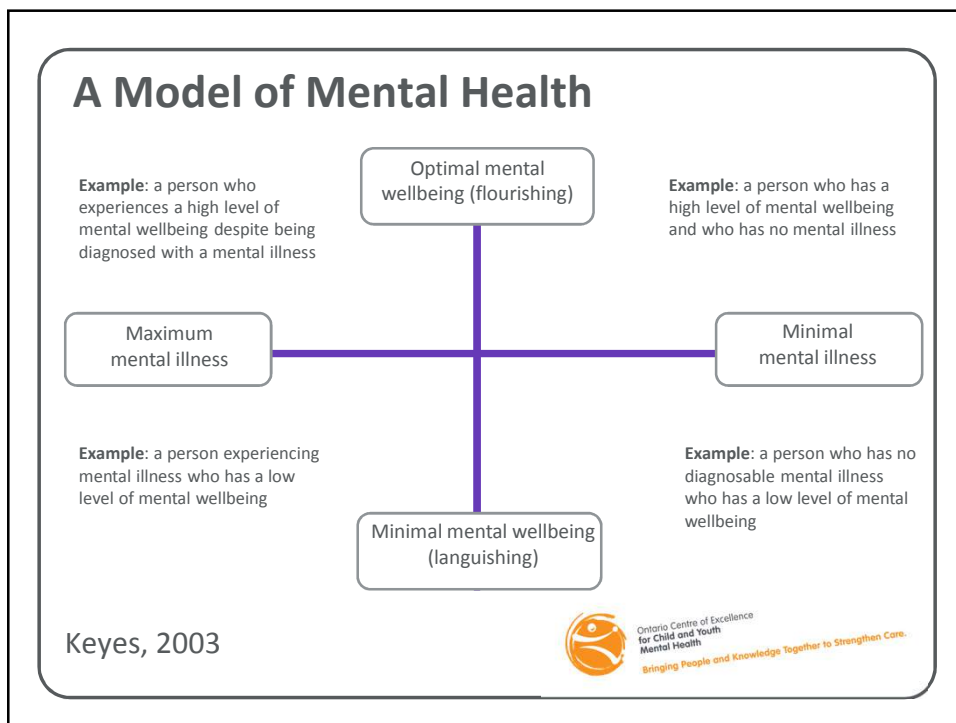 A Model of Mental Health
Optimal mental
wellbeing (flourishing)
Example: a person who
experiences a high level of
mental wellbeing despite being
diagnosed with a mental illness
Example: a person who has a
high level of mental wellbeing
and who has no mental illness
Maximum
mental illness
Minimal
mental illness
Example: a person experiencing
mental illness who has a low
level of mental wellbeing
Example: a person who has no
diagnosable mental illness
who has a low level of mental
wellbeing
Minimal mental wellbeing
(languishing)
Keyes, 2003
Ontario Centre of Excellence
for Child and Youth
Mental Health
Bringing People and Knowledge Together to Strengthen Care.